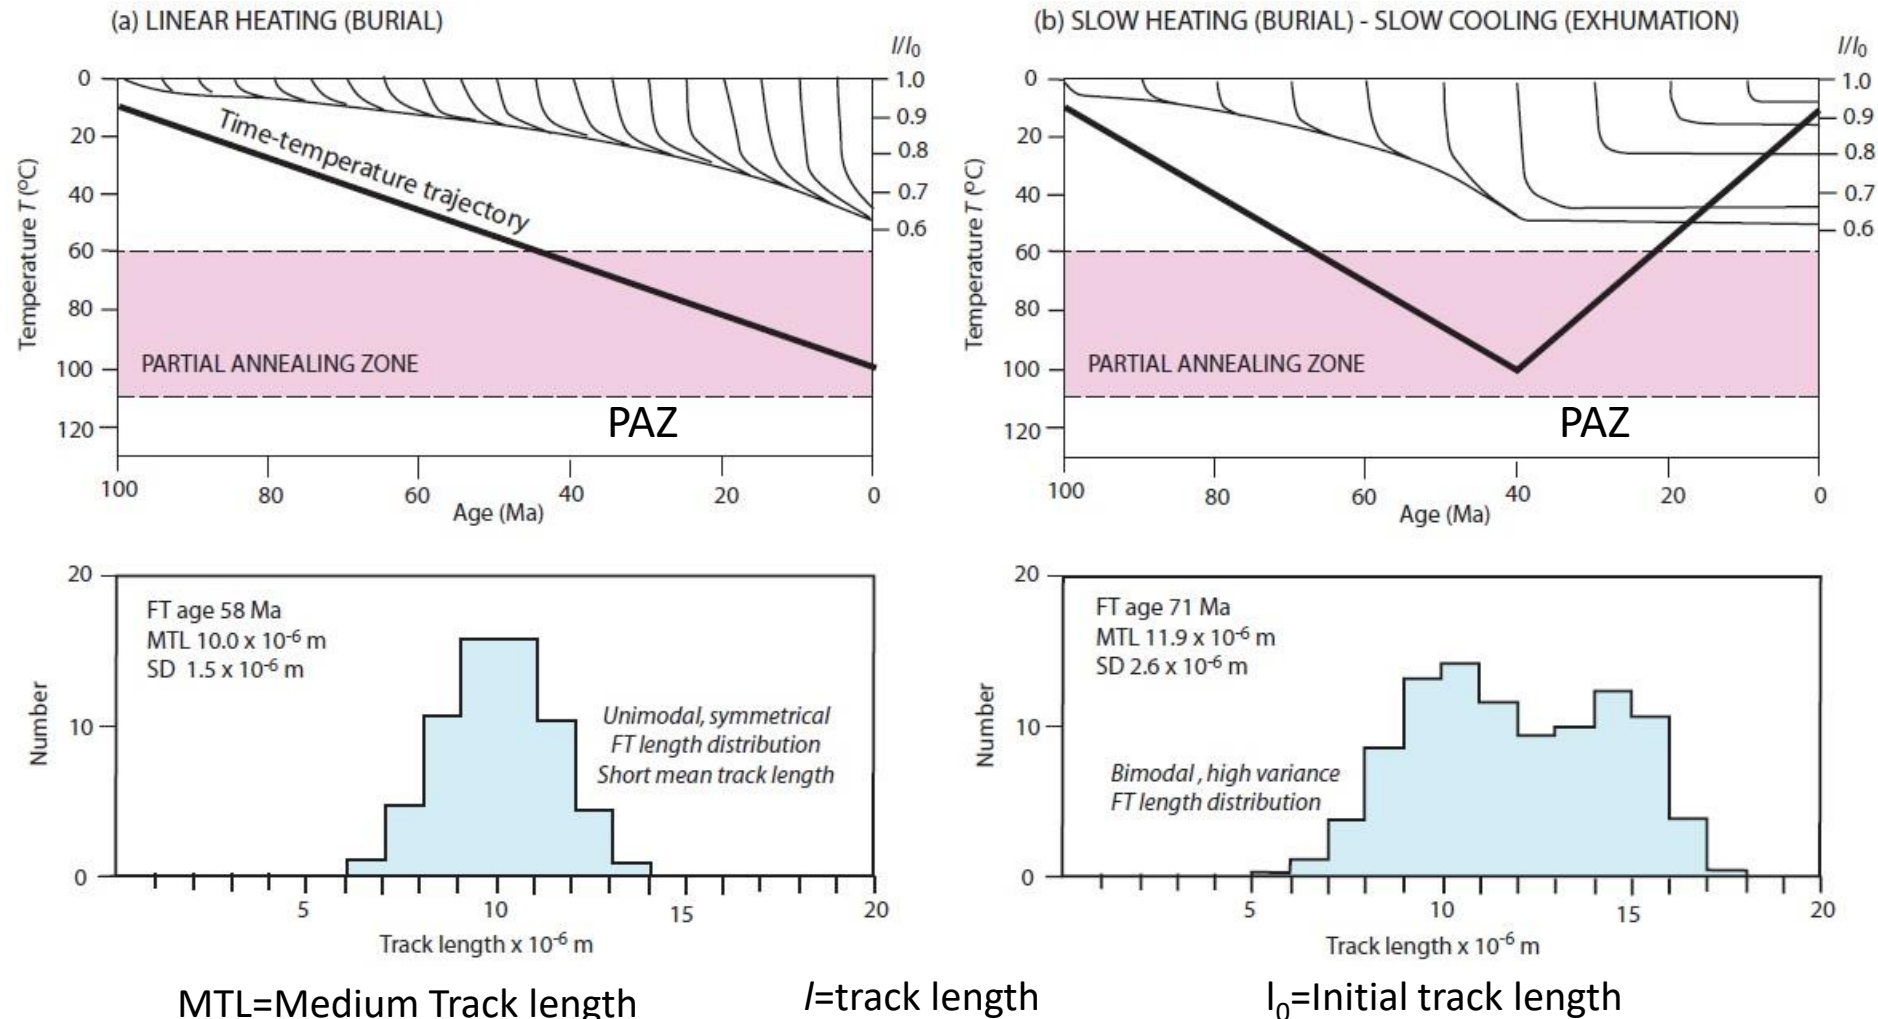 (a) LINEAR HEATING (BURIAL)
l/l0
0
20
40
60
80
100
120
Temperature T (ºC)
1.0
0.9
0.8
0.7
0.6
Time-temperature trajectory
PARTIAL ANNEALING ZONE
PAZ
100
80
60
40
20
0
Age (Ma)
(b) SLOW HEATING (BURIAL) - SLOW COOLING (EXHUMATION)
l/l0
0
20
40
60
80
100
120
Temperature T (ºC)
1.0
0.9
0.8
0.7
0.6
PARTIAL ANNEALING ZONE
PAZ
100
80
60
40
20
0
Age (Ma)
20
10
0
Number
FT age 58 Ma
MTL 10.0 x 10-6 m
SD 1.5 x 10-6 m
Unimodal, symmetrical
FT length distribution
Short mean track length
5
10
15
20
Track length x 10-6 m
20
10
0
Number
FT age 71 Ma
MTL 11.9 x 10-6 m
SD 2.6 x 10-6 m
Bimodal , high variance
FT length distribution
5
10
15
20
Track length x 10-6 m
MTL=Medium Track length
l=track length
l0=Initial track length